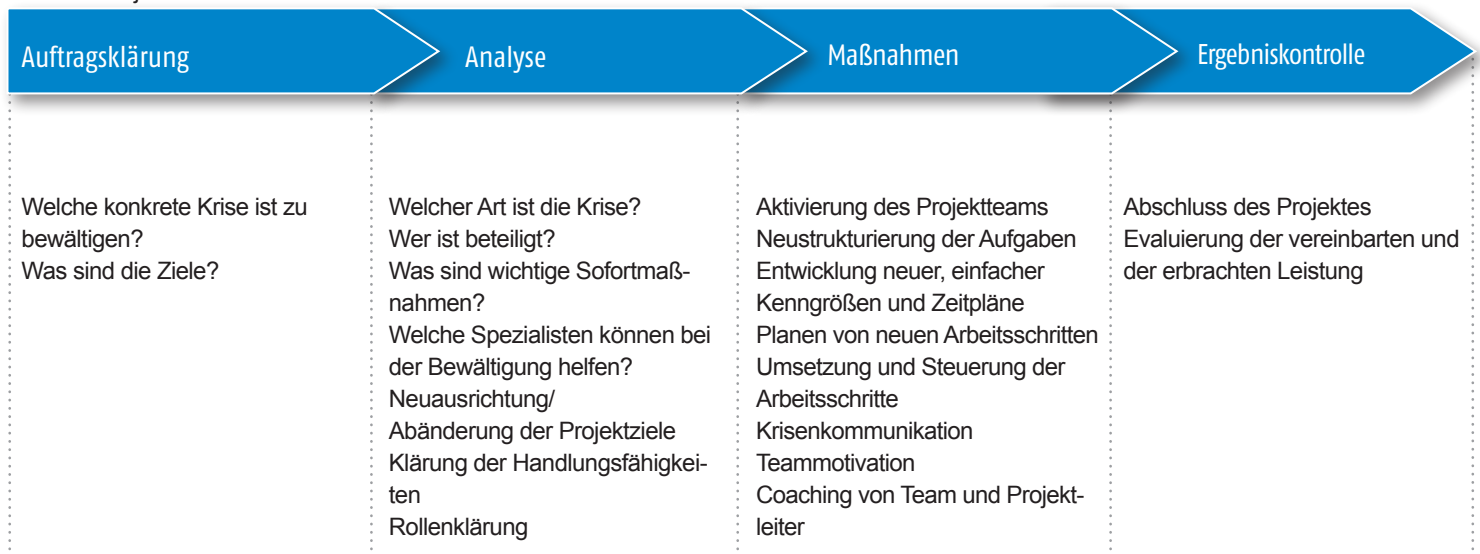 Auftragsklärung
Analyse
Maßnahmen
Ergebniskontrolle
Welche konkrete Krise ist zu
bewältigen?
Was sind die Ziele?
Welcher Art ist die Krise?
Wer ist beteiligt?
Was sind wichtige Sofortmaß-
nahmen?
Welche Spezialisten können bei
der Bewältigung helfen?
Neuausrichtung/
Abänderung der Projektziele
Klärung der Handlungsfähigkei-
ten
Rollenklärung
Aktivierung des Projektteams
Neustrukturierung der Aufgaben
Entwicklung neuer, einfacher
Kenngrößen und Zeitpläne
Planen von neuen Arbeitsschritten
Umsetzung und Steuerung der
Arbeitsschritte
Krisenkommunikation
Teammotivation
Coaching von Team und Projekt-
leiter
Abschluss des Projektes
Evaluierung der vereinbarten und
der erbrachten Leistung